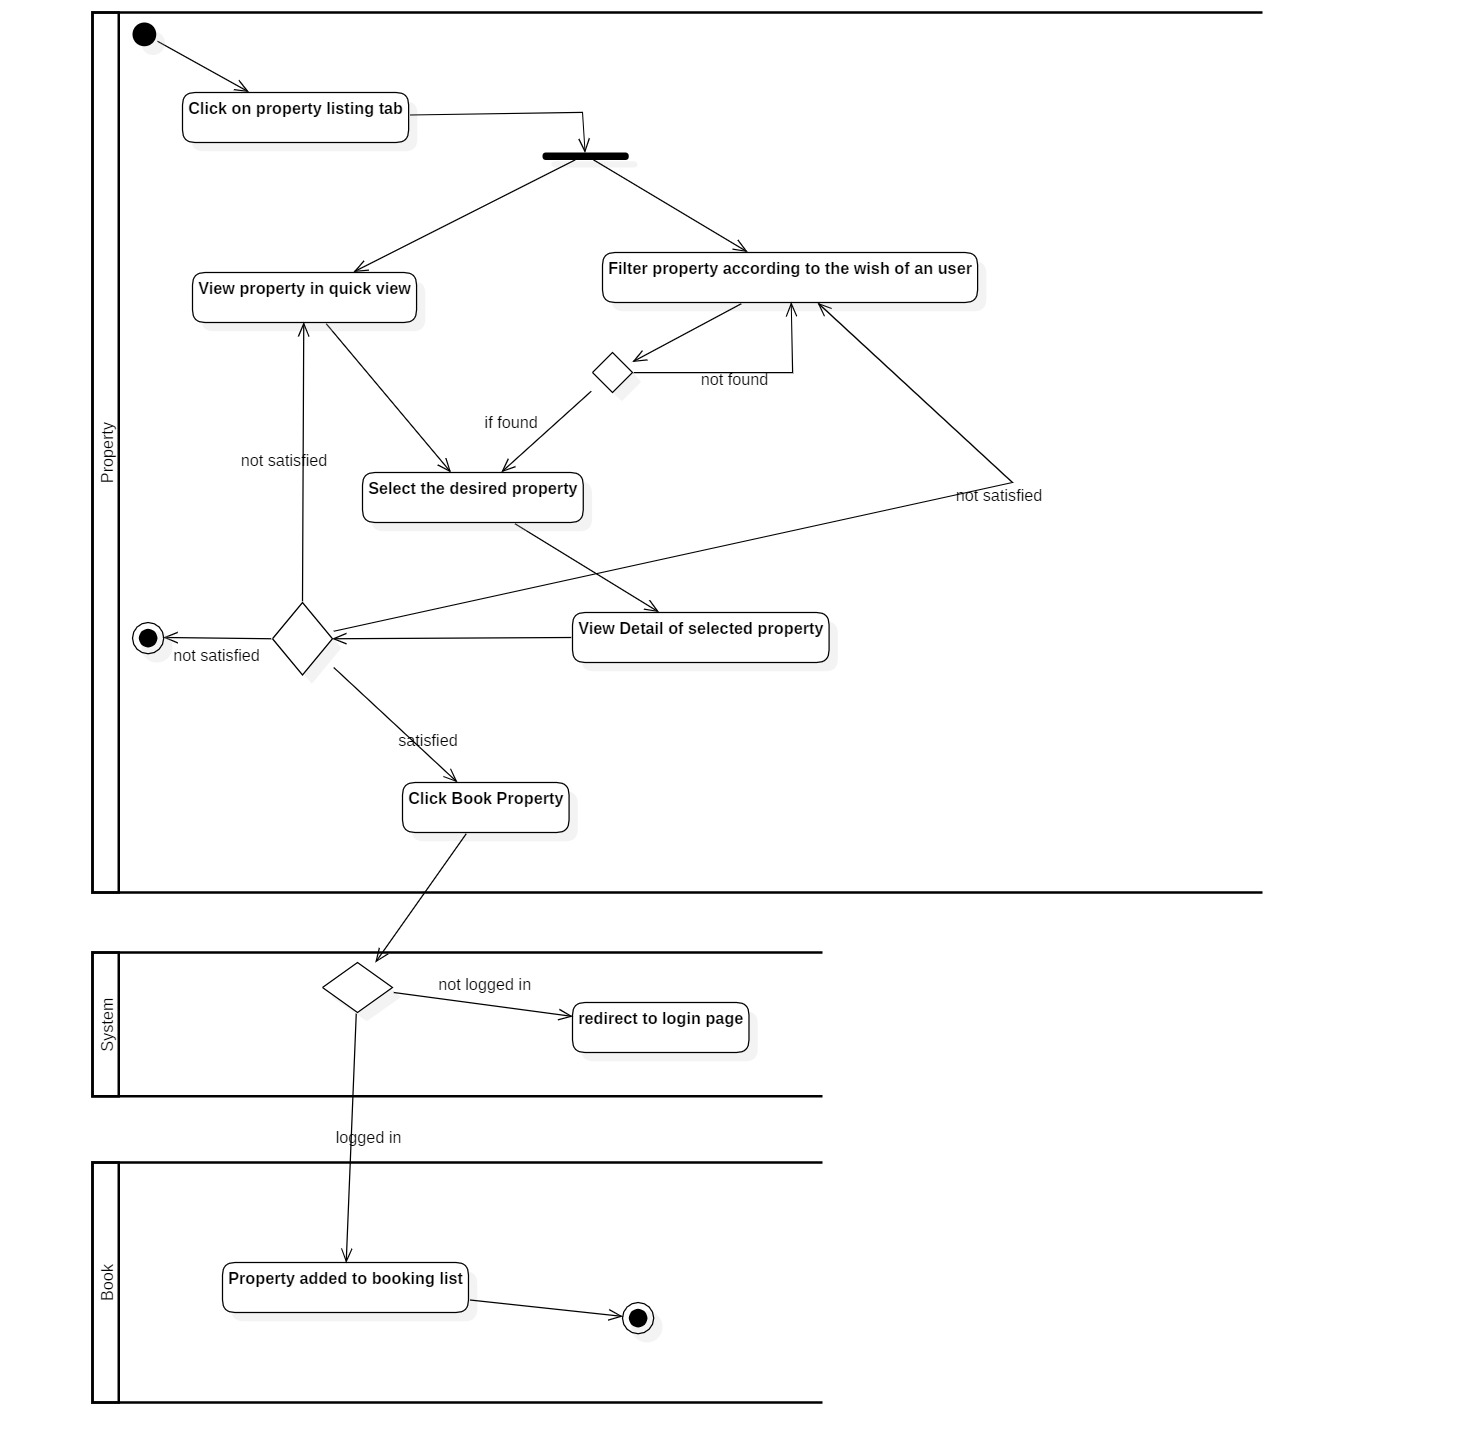 Click on property listing tab
Filter property according to the wish of an user
View property in quick view
not found
if found
not satisfied
Property
Select the desired property
not satisfied
View Detail of selected property
not satisfied
satisfied
Click Book Property
not logged in
System
redirect to login page
logged in
Book
Property added to booking list